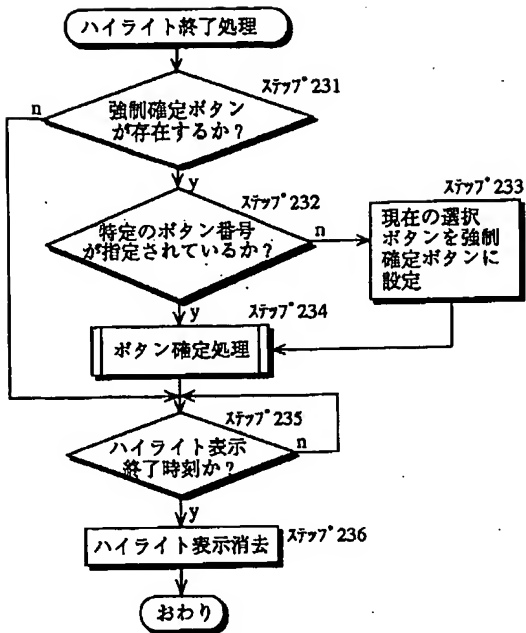 ハイライト終了処理
ステップ231
強制確定ボタン
が存在するか？
n
y
ステップ232
特定のボタン番号
が指定されているか？
n
y
ステップ233
現在の選択
ボタンを強制
確定ボタンに
設定
ステップ234
ボタン確定処理
ステップ235
ハイライト表示
終了時刻か？
n
y
ステップ236
ハイライト表示消去
おわり